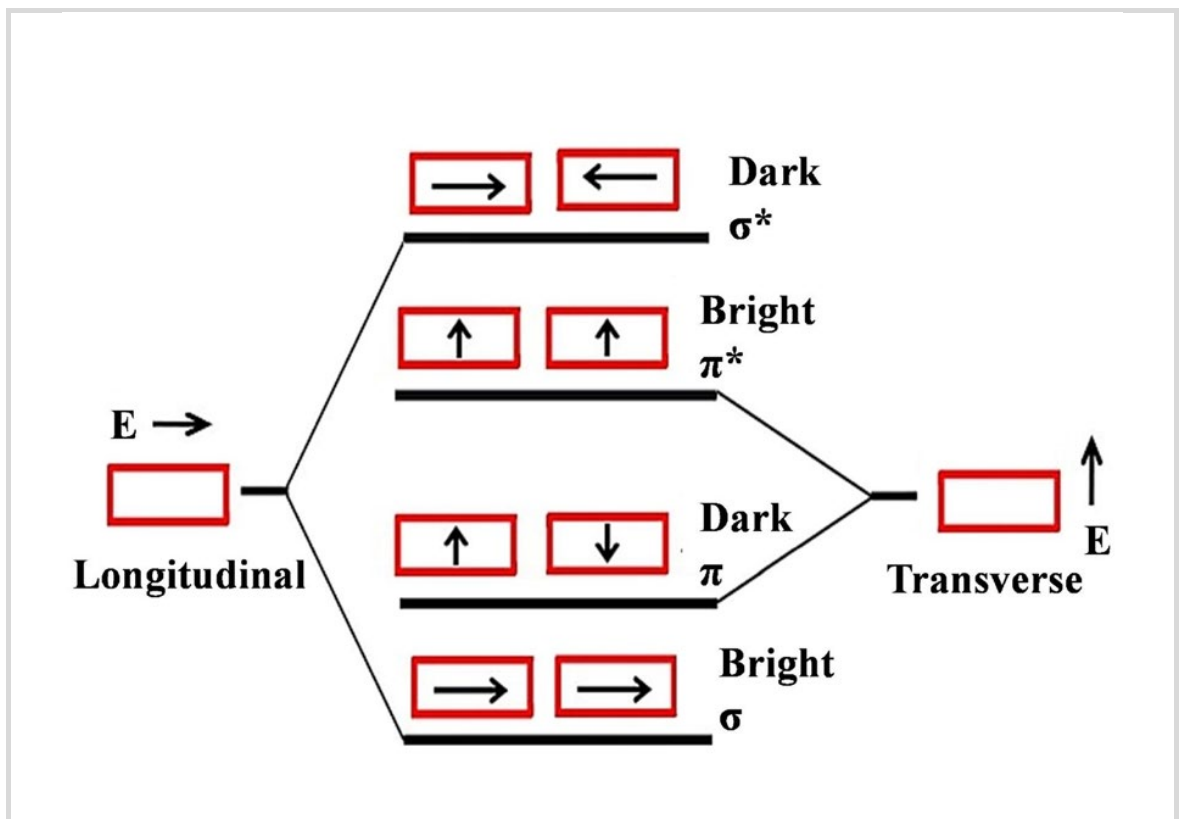 Dark
σ*
Bright
π*
E
Longitudinal
Dark
π
E
Transverse
Bright
σ